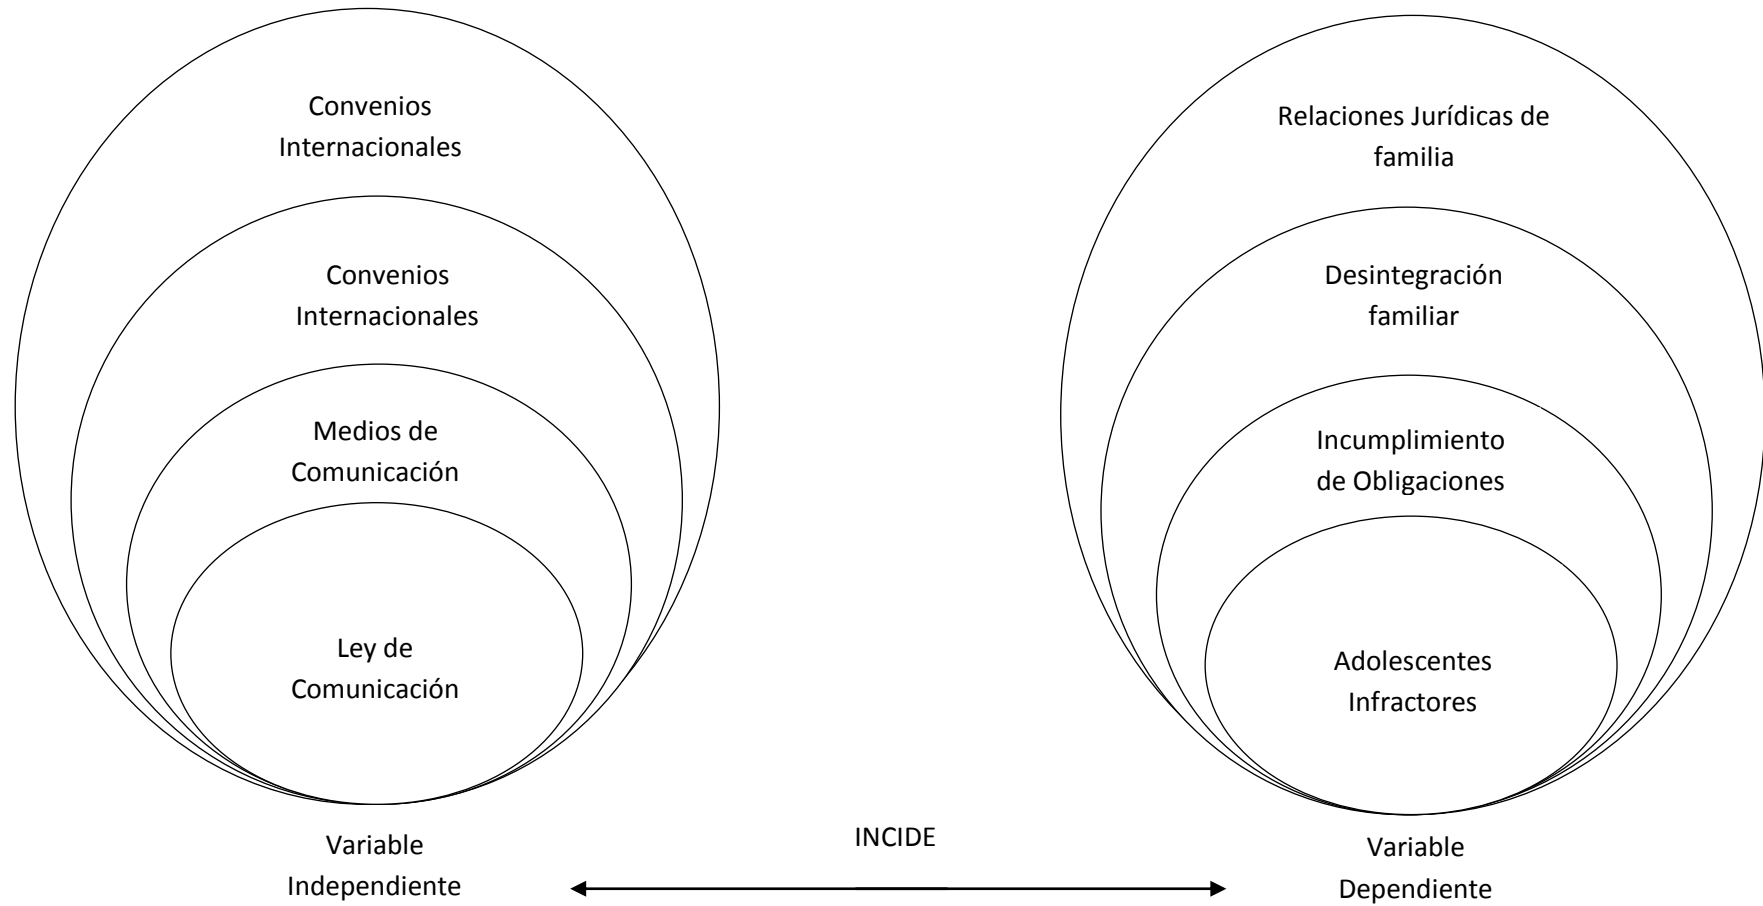 Convenios
Internacionales
Convenios
Internacionales
Medios de
Comunicación
Ley de
Comunicación
Variable
Independiente
INCIDE
Relaciones Jurídicas de
familia
Desintegración
familiar
Incumplimiento
de Obligaciones
Adolescentes
Infractores
Variable
Dependiente